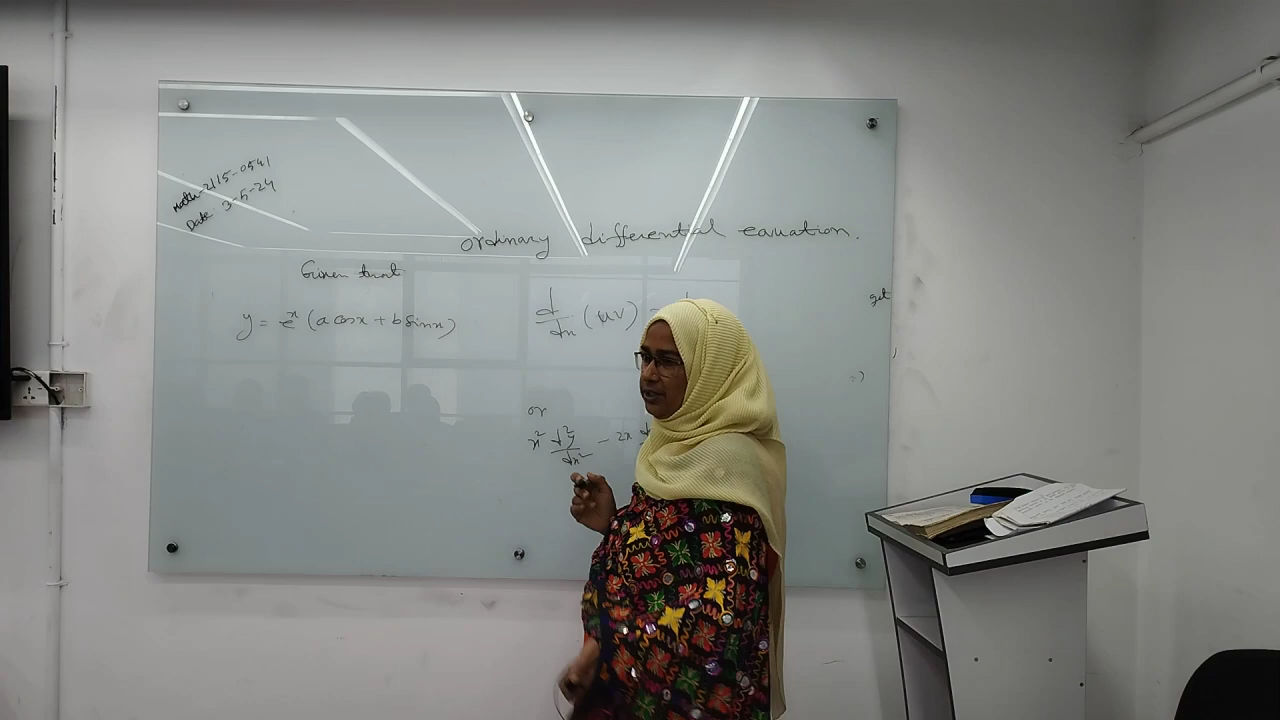 Math-2115-0541
Date 3-5-24
ordinary differential equation.
Given that
y = e^x (a cosx + b sinx)
d/dx (uv) =
get
or
x² d²y/dx² - 2x